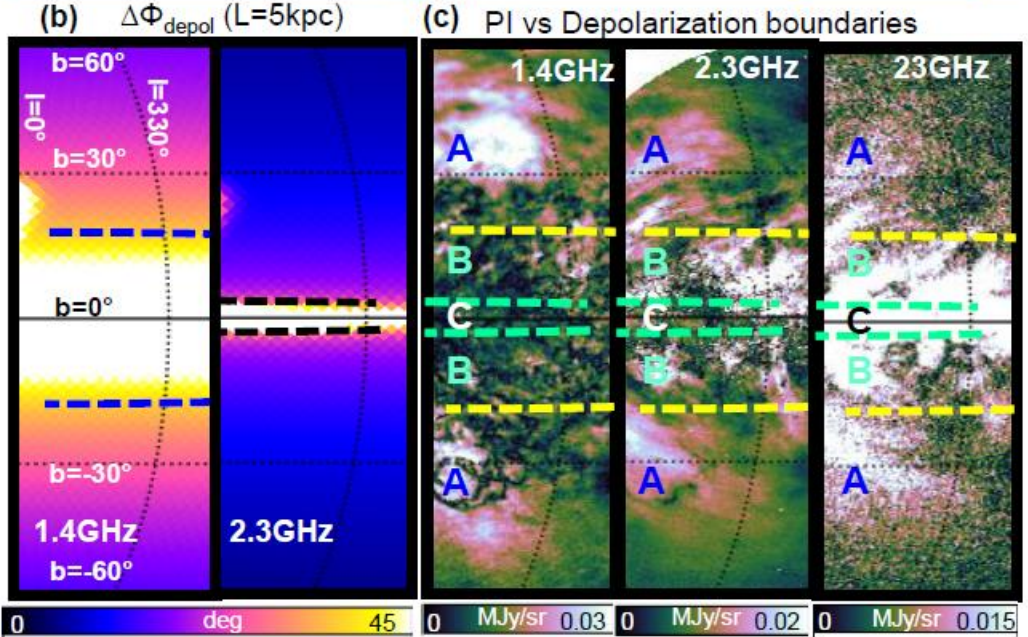 (b) ΔΦdepol (L=5kpc)
b=60°
l=0°
l=330°
b=30°
b=0°
b=-30°
1.4GHz
b=-60°
2.3GHz
0 deg 45
(c) PI vs Depolarization boundaries
1.4GHz
A
B
C
B
A
0 MJy/sr 0.03
2.3GHz
A
B
C
B
A
0 MJy/sr 0.02
23GHz
A
B
C
B
A
0 MJy/sr 0.015